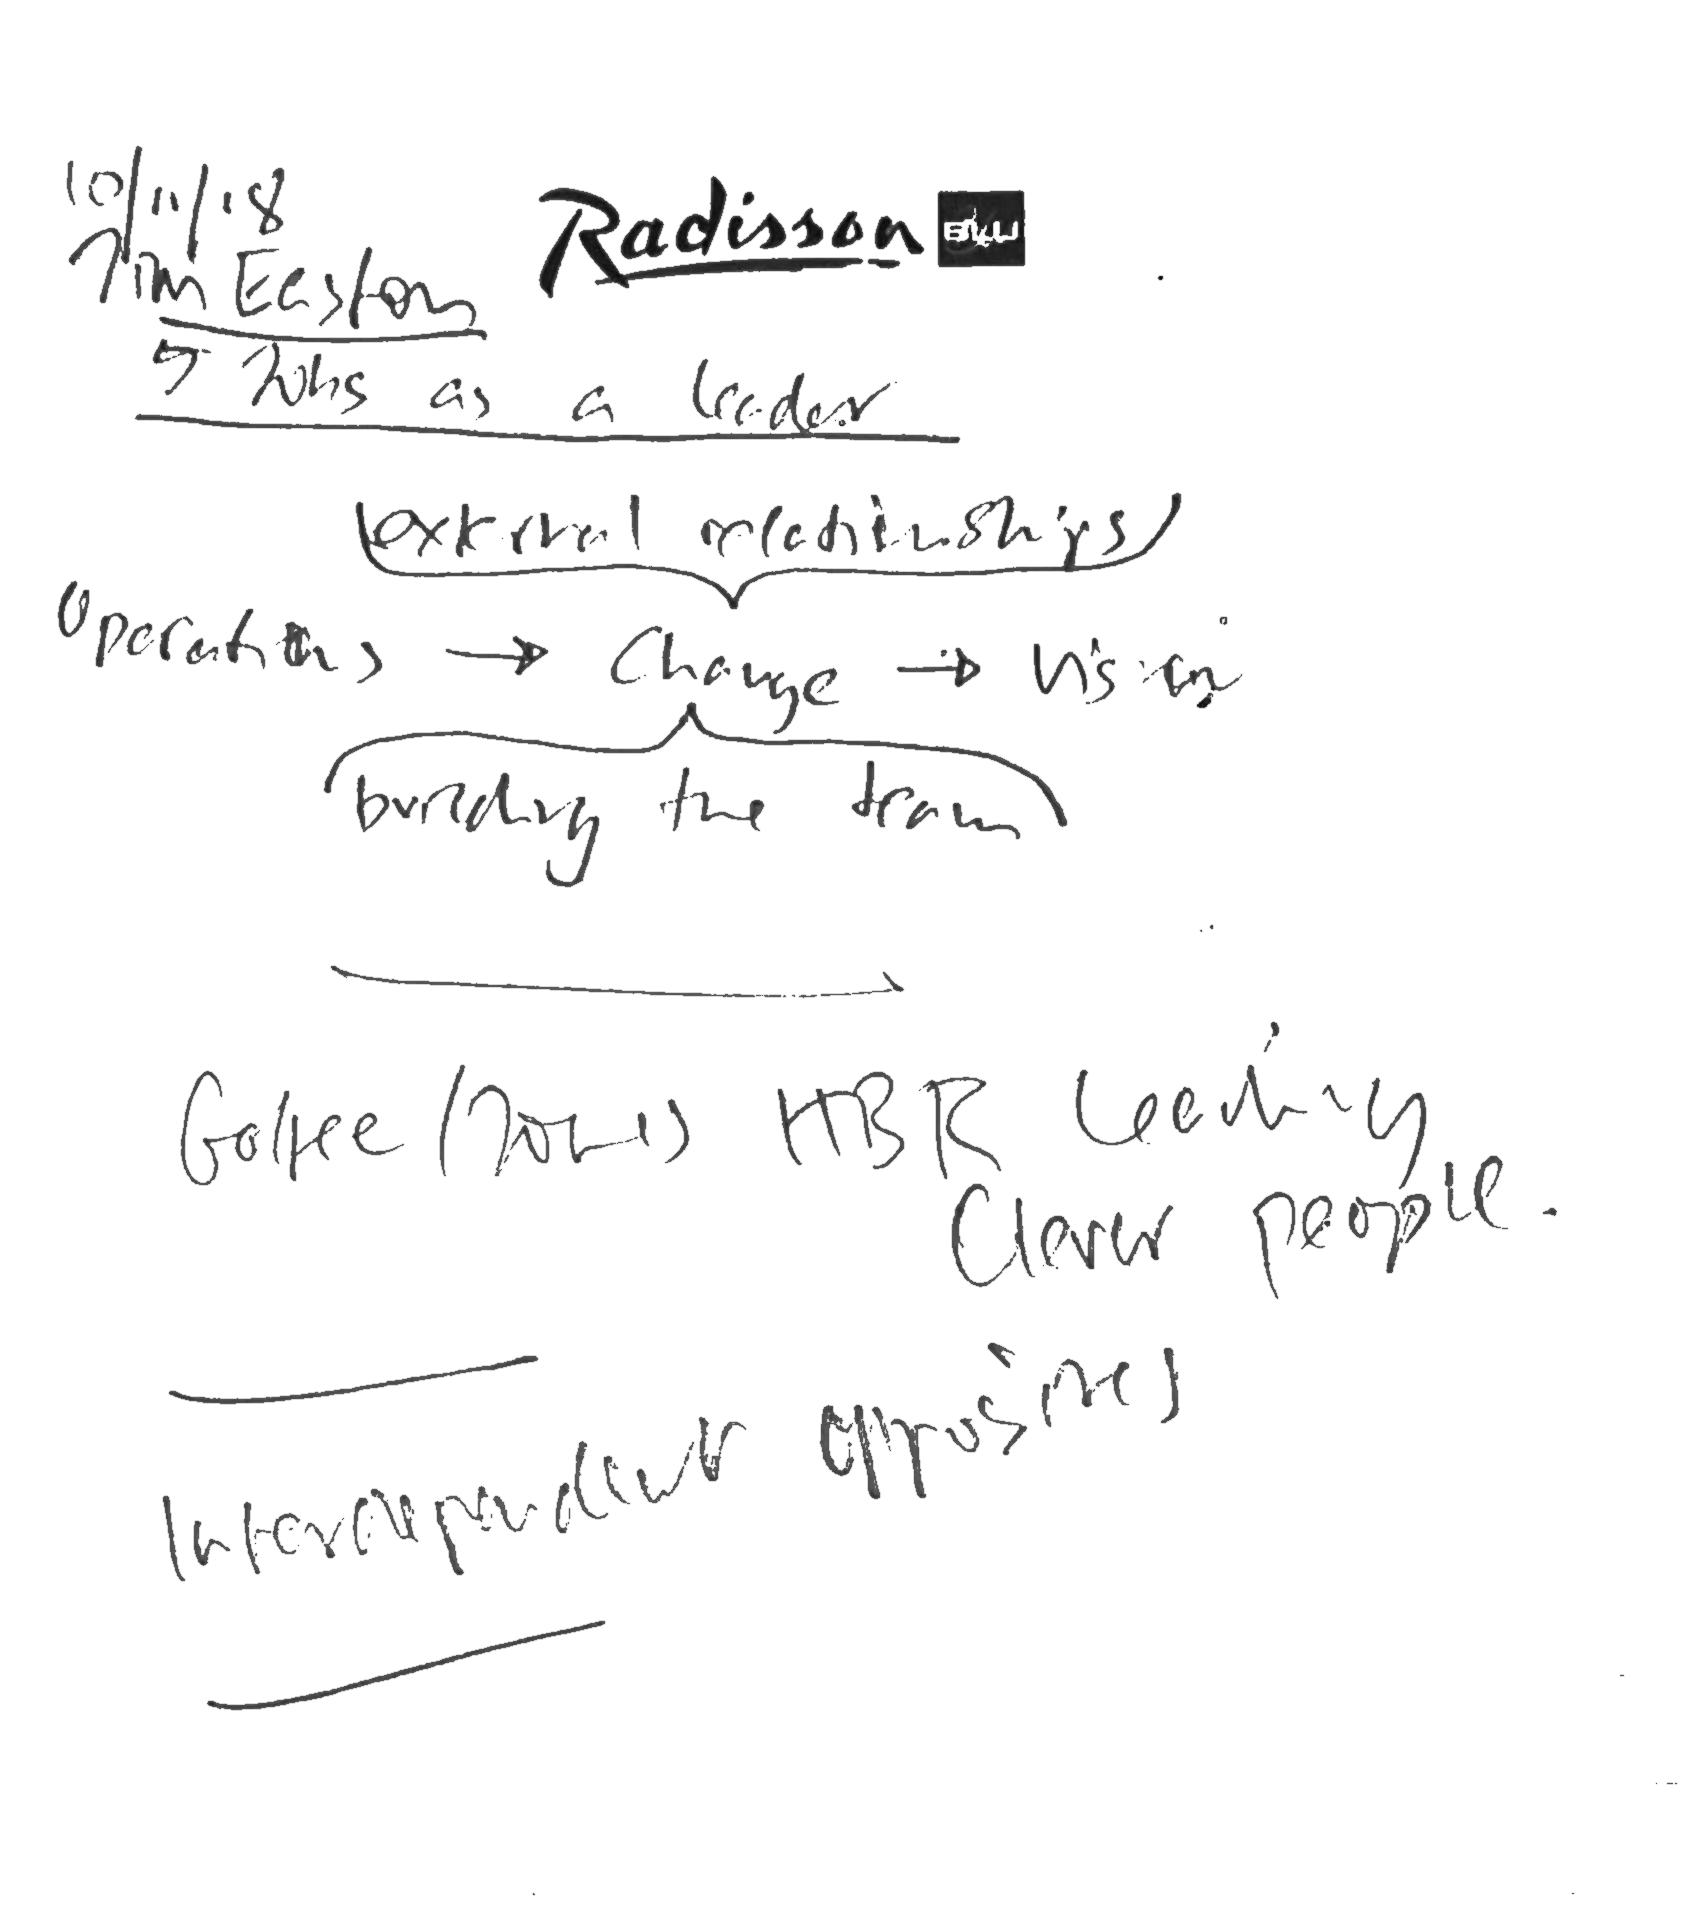 10/11/18
Radisson BLU
Tim Easton
5 Jobs as a leader
external relationships
Operations → Change → Vision
building the team
Goffee/Jones HBR Leading
Clever people.
Interdependent opposites